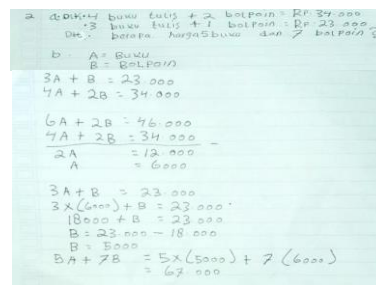 2 a Dik: 4 buku tulis + 2 bolpoin = Rp. 34.000
3 buku tulis + 1 bolpoin = Rp. 23.000
Dit: berapa harga 5 buku dan 7 bolpoin
b. A = BUKU
B = BOLPOIN
3A + B = 23.000
4A + 2B = 34.000
6A + 2B = 46.000
4A + 2B = 34.000 -
2A = 12.000
A = 6000
3A + B = 23.000
3 x (6000) + B = 23.000
18000 + B = 23.000
B = 23.000 - 18.000
B = 5000
5A + 7B = 5 x (5000) + 7 (6000)
= 67.000